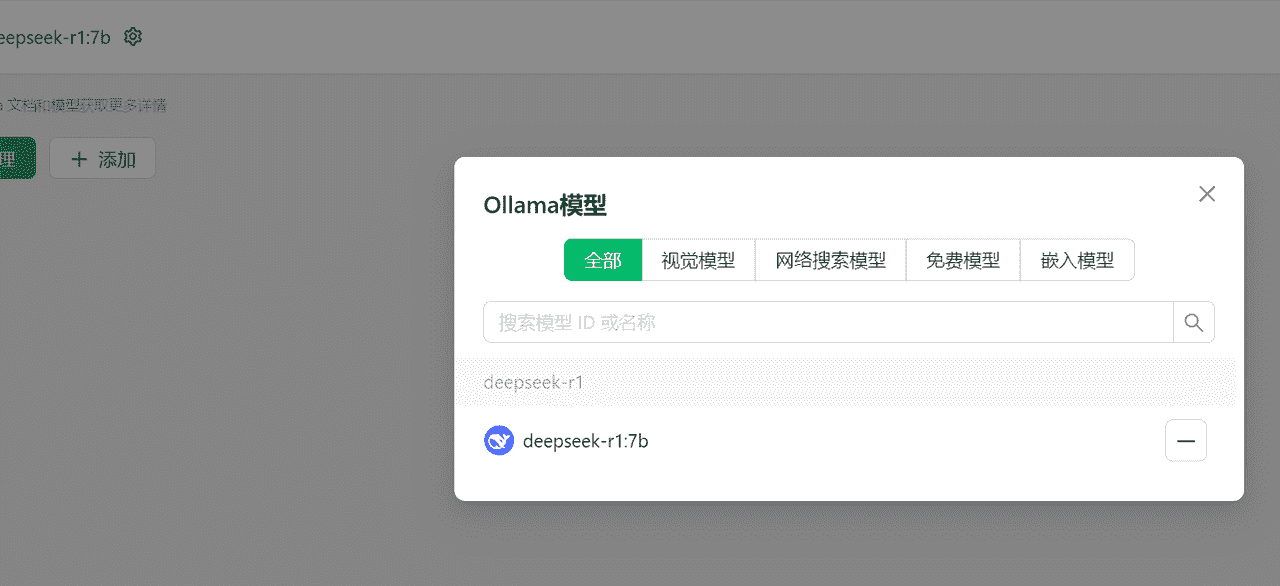 eepseek-r1:7b
文档和模型获取更多详情
理
添加
Ollama模型
全部 视觉模型 网络搜索模型 免费模型 嵌入模型
搜索模型 ID 或名称
deepseek-r1
deepseek-r1:7b